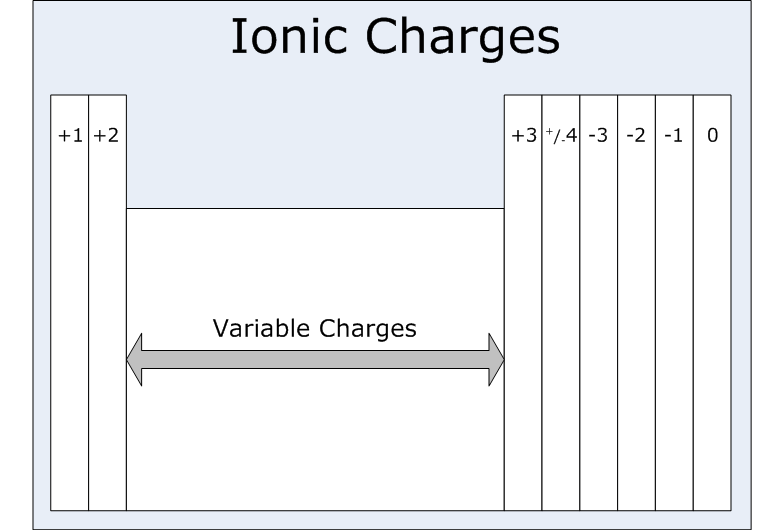 Ionic Charges
+1 +2 +3 +/-4 -3 -2 -1 0
Variable Charges